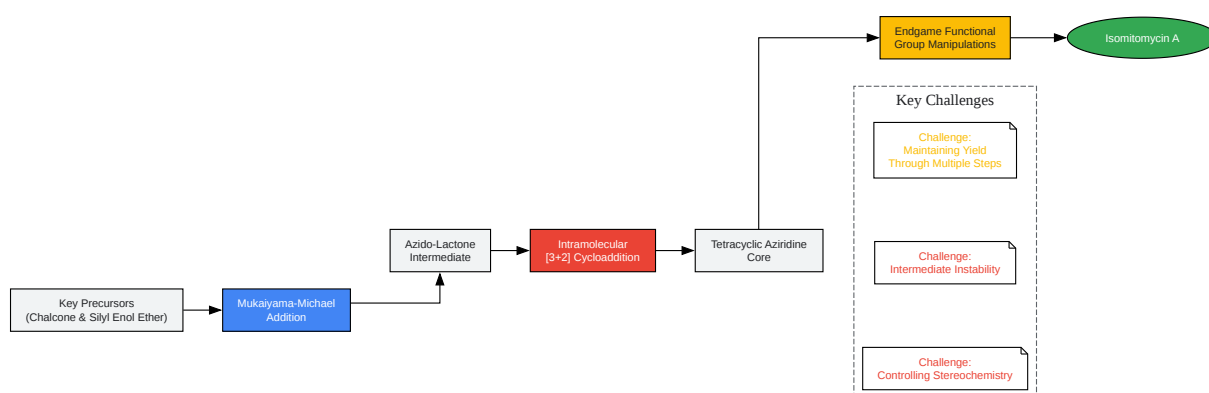 Endgame Functional
Group Manipulations
Isomitomycin A
Key Challenges
Challenge:
Maintaining Yield
Through Multiple Steps
Azido-Lactone
Intermediate
Intramolecular
[3+2] Cycloaddition
Tetracyclic Aziridine
Core
Challenge:
Intermediate Instability
Key Precursors
(Chalcone & Silyl Enol Ether)
Mukaiyama-Michael
Addition
Challenge:
Controlling Stereochemistry